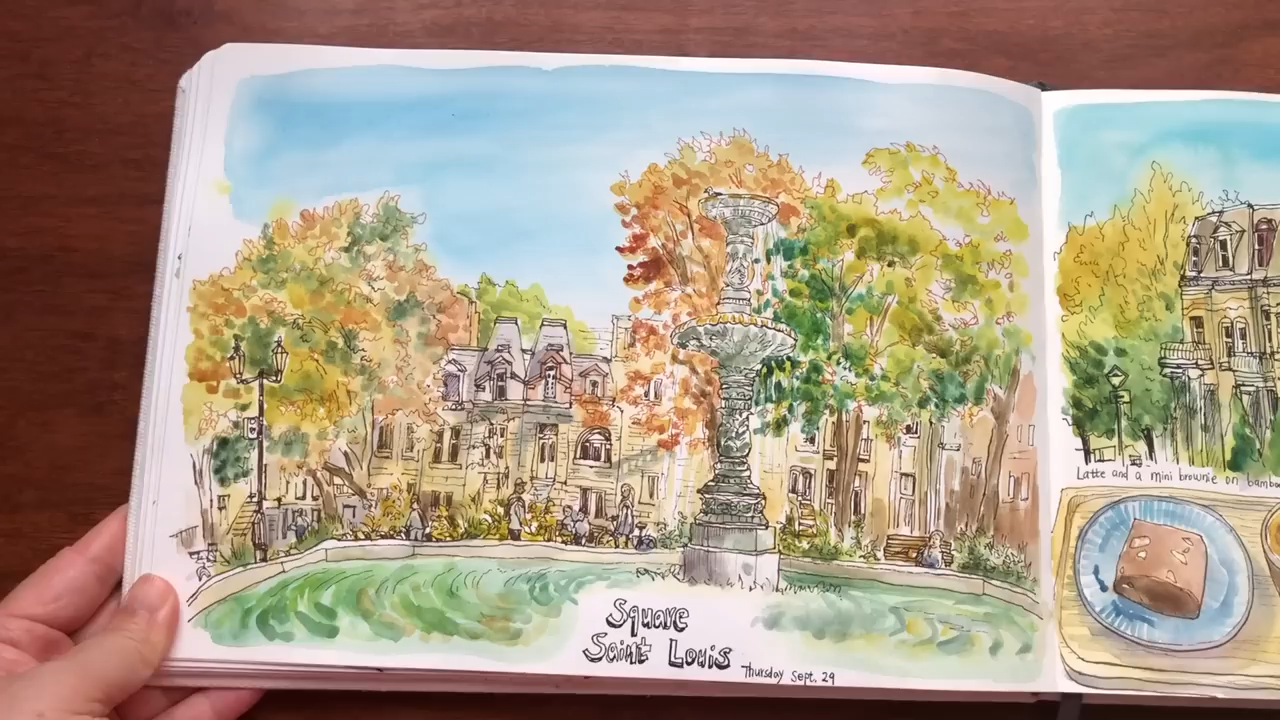 Square
Saint Louis
Thursday Sept. 29
Latte and a mini brownie on